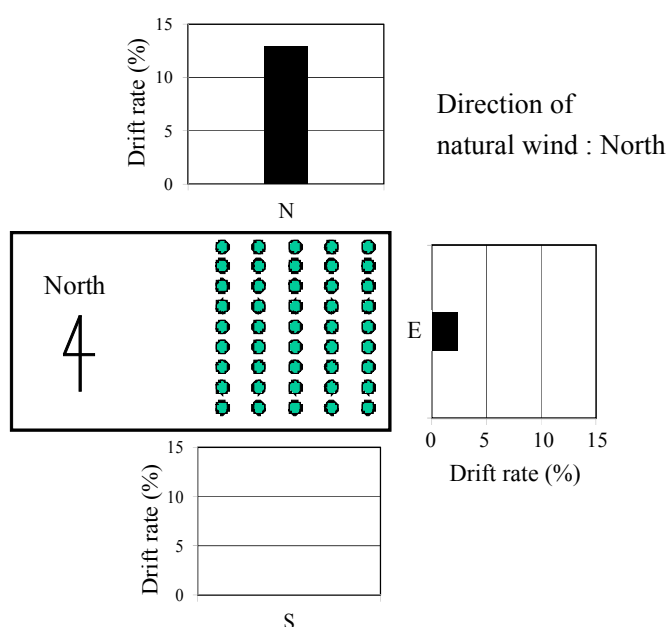 15
10
5
0
Drift rate (%)
N
Direction of
natural wind : North
North
E
0 5 10 15
Drift rate (%)
15
10
5
0
Drift rate (%)
S